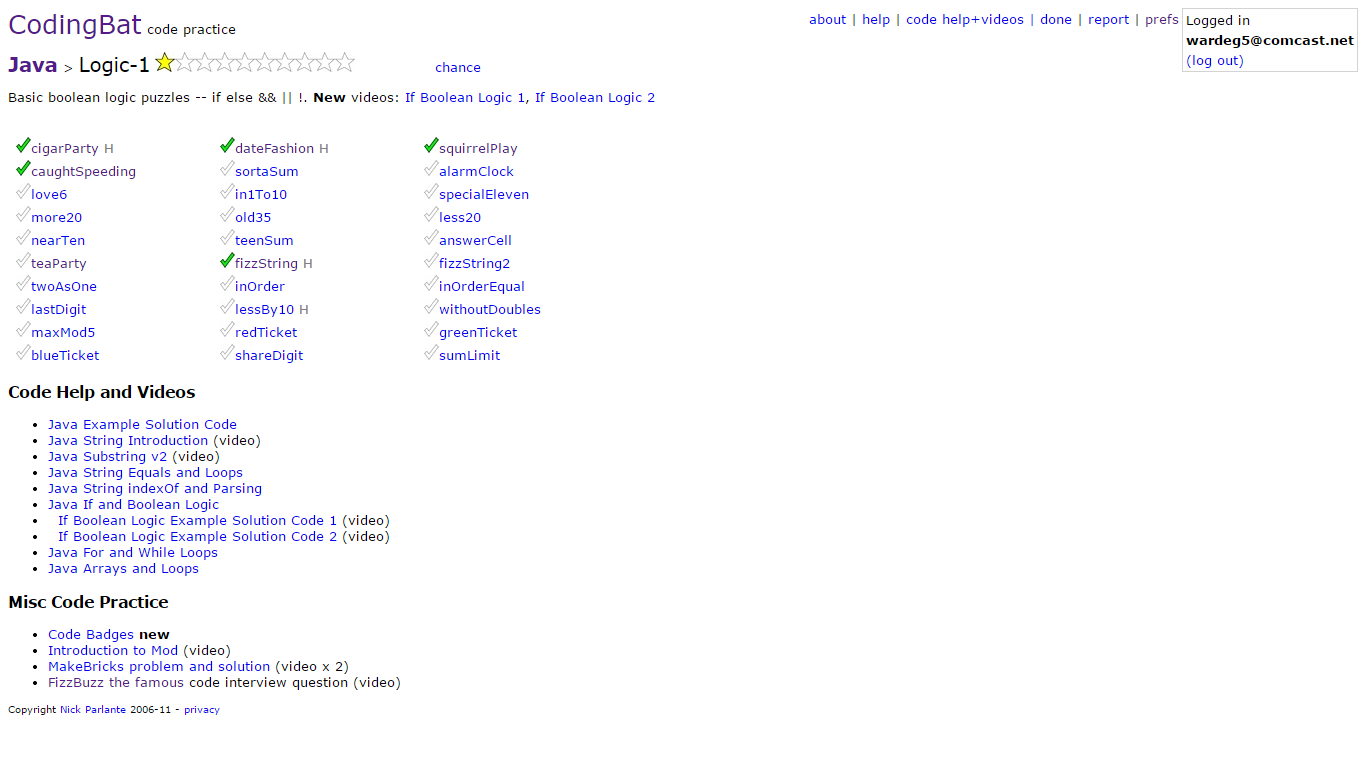 CodingBat code practice
about | help | code help+videos | done | report | prefs
Logged in
wardeg5@comcast.net
(log out)
Java > Logic-1
chance
Basic boolean logic puzzles -- if else && || !. New videos: If Boolean Logic 1, If Boolean Logic 2
cigarParty H dateFashion H squirrelPlay
caughtSpeeding sortaSum alarmClock
love6 in1To10 specialEleven
more20 old35 less20
nearTen teenSum answerCell
teaParty fizzString H fizzString2
twoAsOne inOrder inOrderEqual
lastDigit lessBy10 H withoutDoubles
maxMod5 redTicket greenTicket
blueTicket shareDigit sumLimit
Code Help and Videos
• Java Example Solution Code
• Java String Introduction (video)
• Java Substring v2 (video)
• Java String Equals and Loops
• Java String indexOf and Parsing
• Java If and Boolean Logic
• If Boolean Logic Example Solution Code 1 (video)
• If Boolean Logic Example Solution Code 2 (video)
• Java For and While Loops
• Java Arrays and Loops
Misc Code Practice
• Code Badges new
• Introduction to Mod (video)
• MakeBricks problem and solution (video x 2)
• FizzBuzz the famous code interview question (video)
Copyright Nick Parlante 2006-11 - privacy